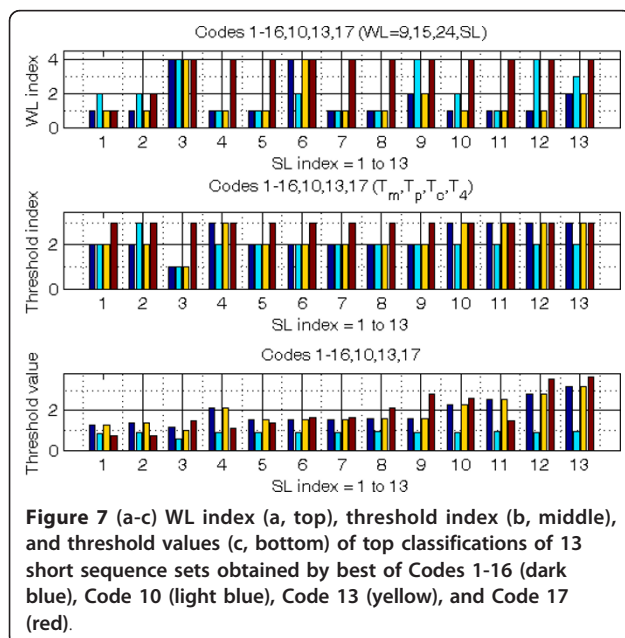 Codes 1-16,10,13,17 (WL=9,15,24,SL)
4
2
0
WL index
1 2 3 4 5 6 7 8 9 10 11 12 13
SL index = 1 to 13
Codes 1-16,10,13,17 (Tm,Tp,Tc,T4)
2
0
Threshold index
1 2 3 4 5 6 7 8 9 10 11 12 13
SL index = 1 to 13
Codes 1-16,10,13,17
2
0
Threshold value
1 2 3 4 5 6 7 8 9 10 11 12 13
SL index = 1 to 13
Figure 7 (a-c) WL index (a, top), threshold index (b, middle),
and threshold values (c, bottom) of top classifications of 13
short sequence sets obtained by best of Codes 1-16 (dark
blue), Code 10 (light blue), Code 13 (yellow), and Code 17
(red).